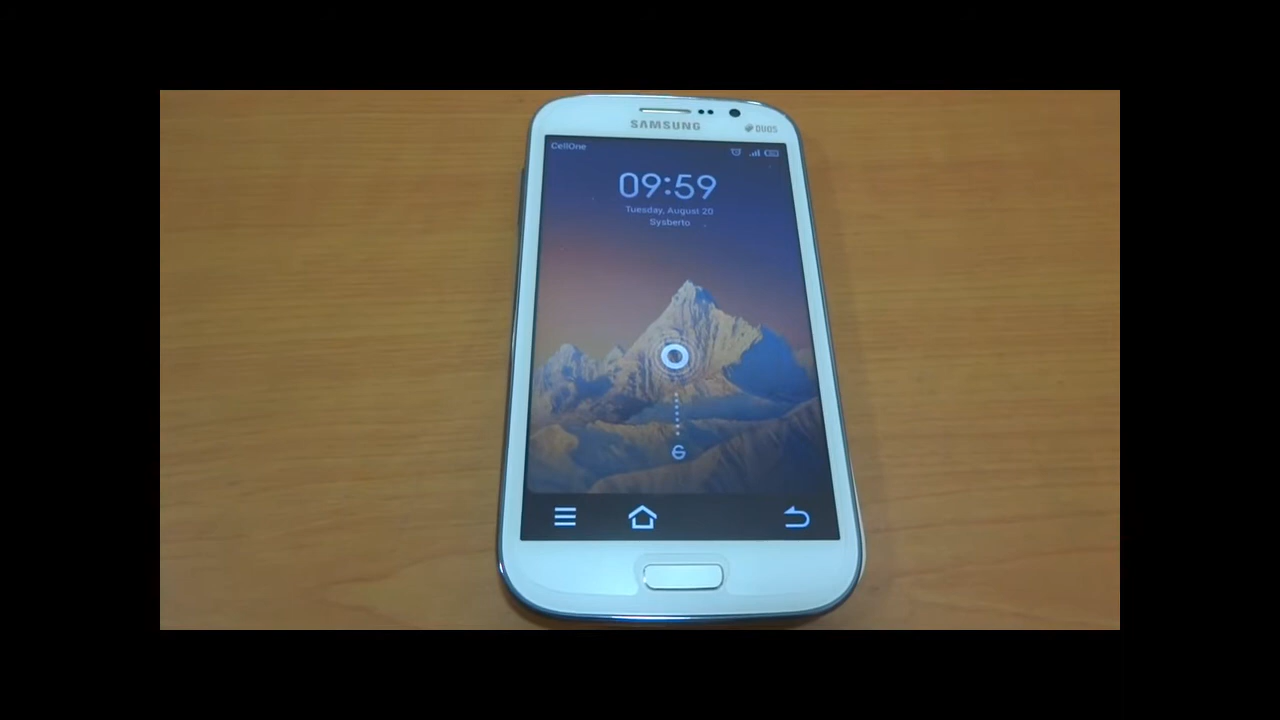 SAMSUNG
DUOS
CellOne
09:59
Tuesday, August 20
Sysberto